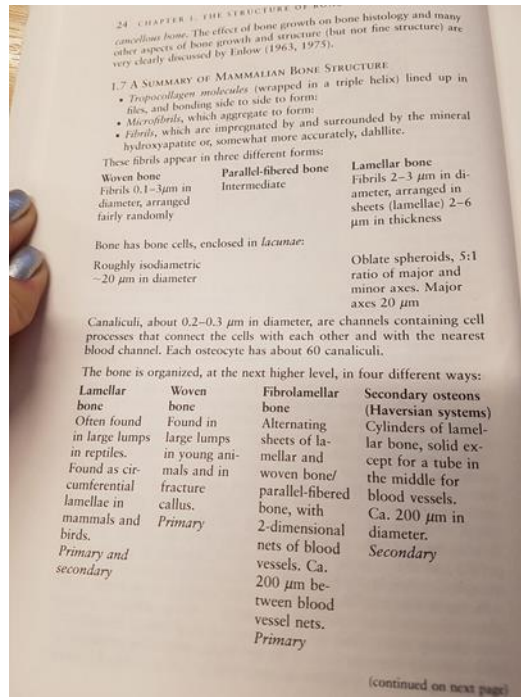 24 CHAPTER 1. THE STRUCTURE OF
cancellous bone. The effect of bone growth on bone histology and many
other aspects of bone growth and structure (but not fine structure) are
very clearly discussed by Enlow (1963, 1975).
1.7 A SUMMARY OF MAMMALIAN BONE STRUCTURE
• Tropocollagen molecules (wrapped in a triple helix) lined up in
files, and bonding side to side to form:
• Microfibrils, which aggregate to form:
• Fibrils, which are impregnated by and surrounded by the mineral
hydroxyapatite or, somewhat more accurately, dahllite.
These fibrils appear in three different forms:
Woven bone
Fibrils 0.1–3μm in
diameter, arranged
fairly randomly
Parallel-fibered bone
Intermediate
Lamellar bone
Fibrils 2–3 μm in di-
ameter, arranged in
sheets (lamellae) 2–6
μm in thickness
Bone has bone cells, enclosed in lacunae:
Roughly isodiametric
~20 μm in diameter
Oblate spheroids, 5:1
ratio of major and
minor axes. Major
axes 20 μm
Canaliculi, about 0.2–0.3 μm in diameter, are channels containing cell
processes that connect the cells with each other and with the nearest
blood channel. Each osteocyte has about 60 canaliculi.
The bone is organized, at the next higher level, in four different ways:
Lamellar
bone
Often found
in large lumps
in reptiles.
Found as cir-
cumferential
lamellae in
mammals and
birds.
Primary and
secondary
Woven
bone
Found in
large lumps
in young ani-
mals and in
fracture
callus.
Primary
Fibrolamellar
bone
Alternating
sheets of la-
mellar and
woven bone/
parallel-fibered
bone, with
2-dimensional
nets of blood
vessels. Ca.
200 μm be-
tween blood
vessel nets.
Primary
Secondary osteons
(Haversian systems)
Cylinders of lamel-
lar bone, solid ex-
cept for a tube in
the middle for
blood vessels.
Ca. 200 μm in
diameter.
Secondary
(continued on next page)